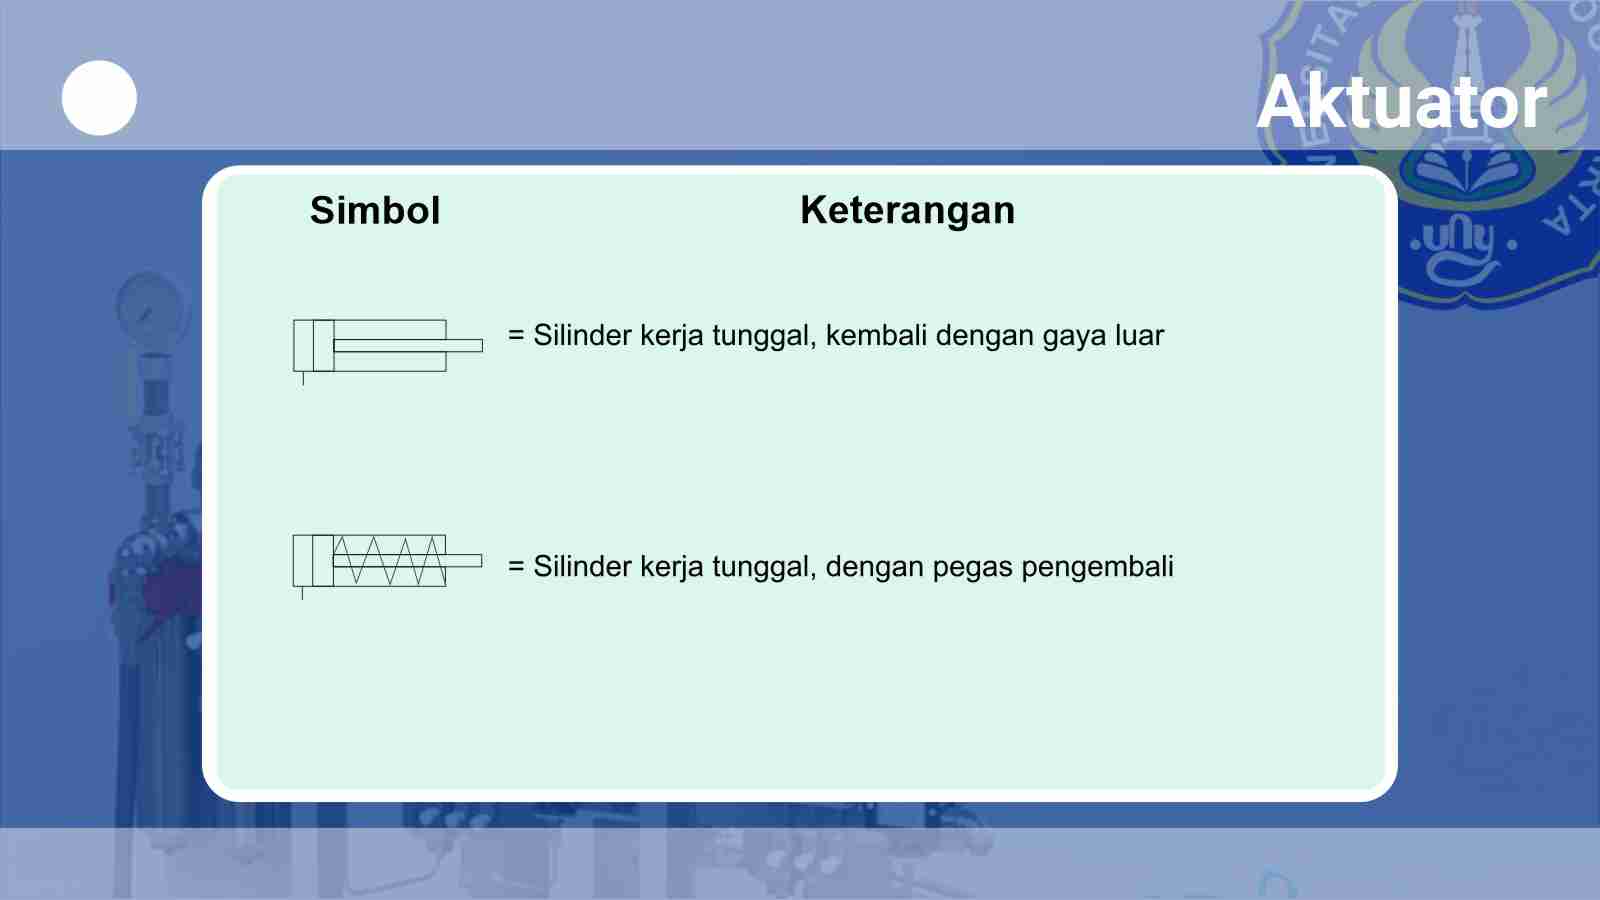 Aktuator
Simbol
Keterangan
= Silinder kerja tunggal, kembali dengan gaya luar
= Silinder kerja tunggal, dengan pegas pengembali